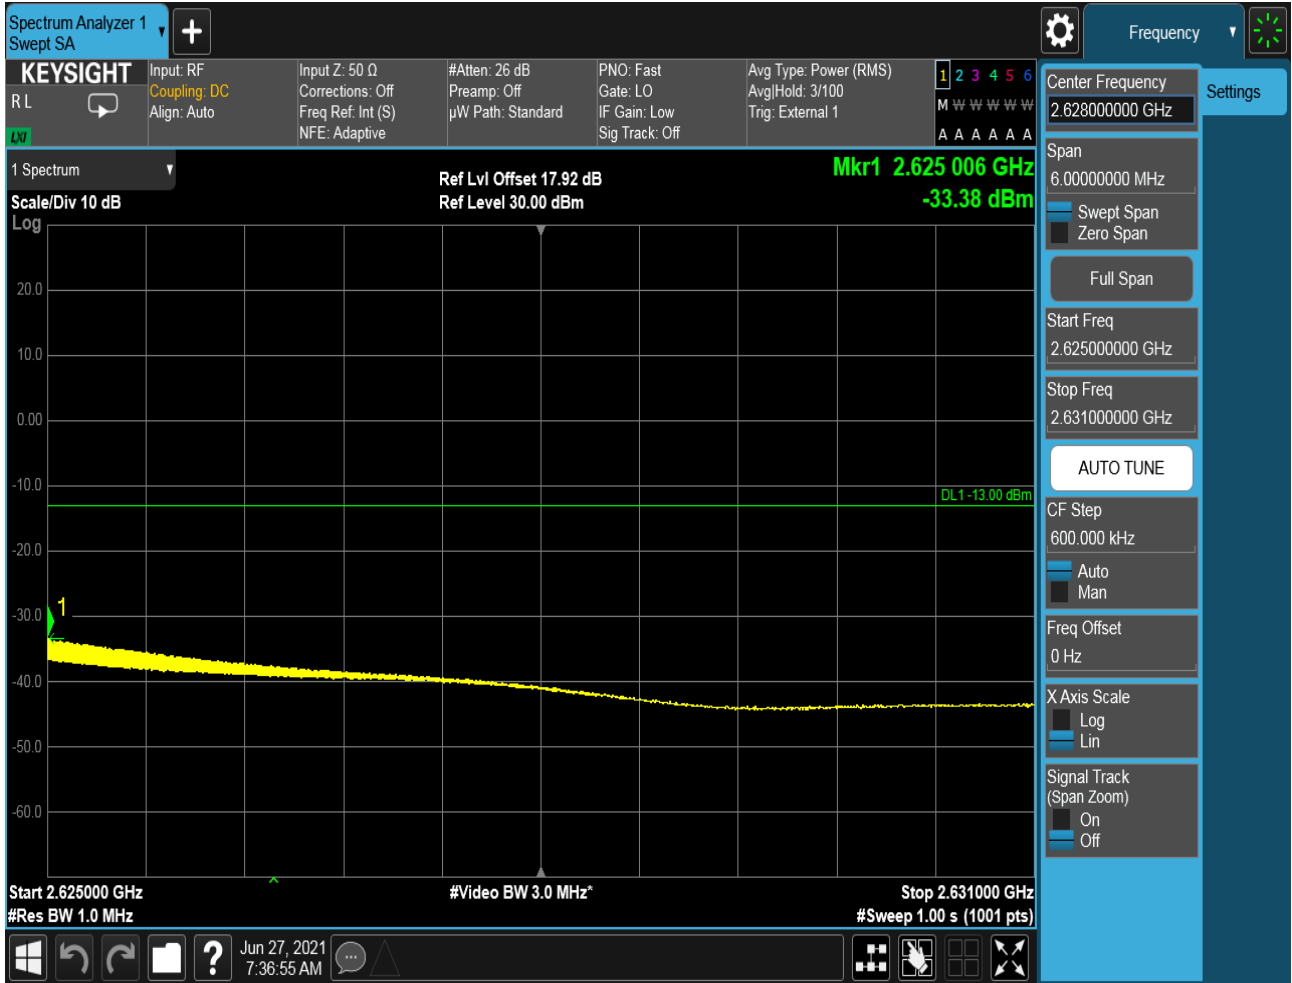 Spectrum Analyzer 1
Swept SA
Frequency
KEYSIGHT
R L
LXI
Input: RF
Coupling: DC
Align: Auto
Input Z: 50 Ω
Corrections: Off
Freq Ref: Int (S)
NFE: Adaptive
#Atten: 26 dB
Preamp: Off
µW Path: Standard
PNO: Fast
Gate: LO
IF Gain: Low
Sig Track: Off
Avg Type: Power (RMS)
Avg|Hold: 3/100
Trig: External 1
1 2 3 4 5 6
M W W W W W
A A A A A A
1 Spectrum
Scale/Div 10 dB
Log
Ref Lvl Offset 17.92 dB
Ref Level 30.00 dBm
Mkr1 2.625 006 GHz
-33.38 dBm
20.0
10.0
0.00
-10.0
DL1 -13.00 dBm
-20.0
-30.0
1
-40.0
-50.0
-60.0
Start 2.625000 GHz
#Video BW 3.0 MHz*
Stop 2.631000 GHz
#Res BW 1.0 MHz
#Sweep 1.00 s (1001 pts)
Jun 27, 2021
7:36:55 AM
?
Settings
Center Frequency
2.628000000 GHz
Span
6.00000000 MHz
Swept Span
Zero Span
Full Span
Start Freq
2.625000000 GHz
Stop Freq
2.631000000 GHz
AUTO TUNE
CF Step
600.000 kHz
Auto
Man
Freq Offset
0 Hz
X Axis Scale
Log
Lin
Signal Track
(Span Zoom)
On
Off